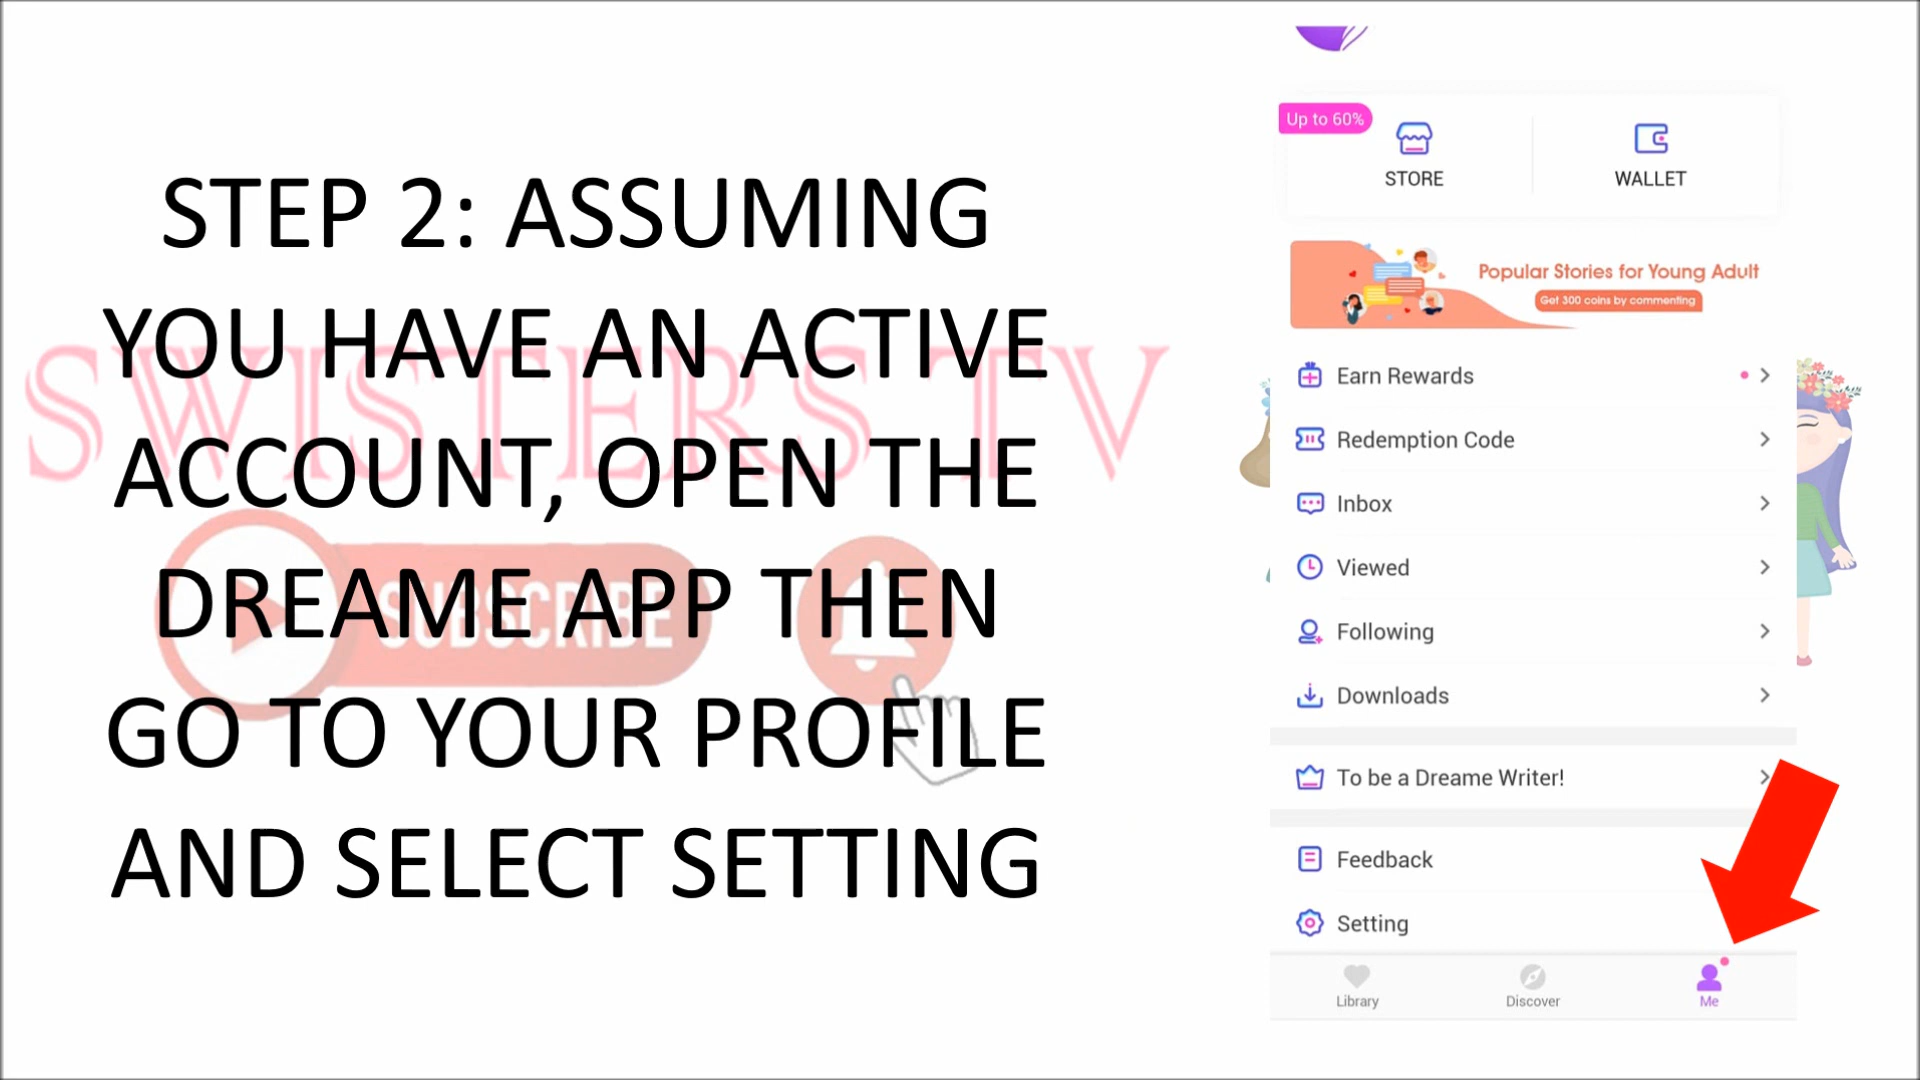 STEP 2: ASSUMING
YOU HAVE AN ACTIVE
ACCOUNT, OPEN THE
DREAME APP THEN
GO TO YOUR PROFILE
AND SELECT SETTING
SWISTERS TV
SUBSCRIBE
Up to 60%
STORE
WALLET
Popular Stories for Young Adult
Get 300 coins by commenting
Earn Rewards
Redemption Code
Inbox
Viewed
Following
Downloads
To be a Dreame Writer!
Feedback
Setting
Library
Discover
Me